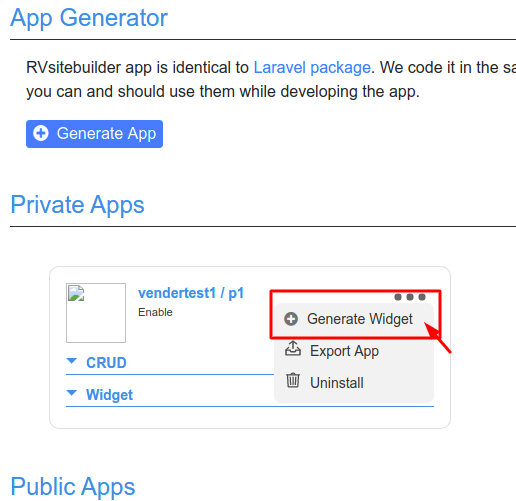 App Generator
RVsitebuilder app is identical to Laravel package. We code it in the
you can and should use them while developing the app.
Generate App
Private Apps
vendertest1 / p1
Enable
Generate Widget
Export App
Uninstall
CRUD
Widget
Public Apps